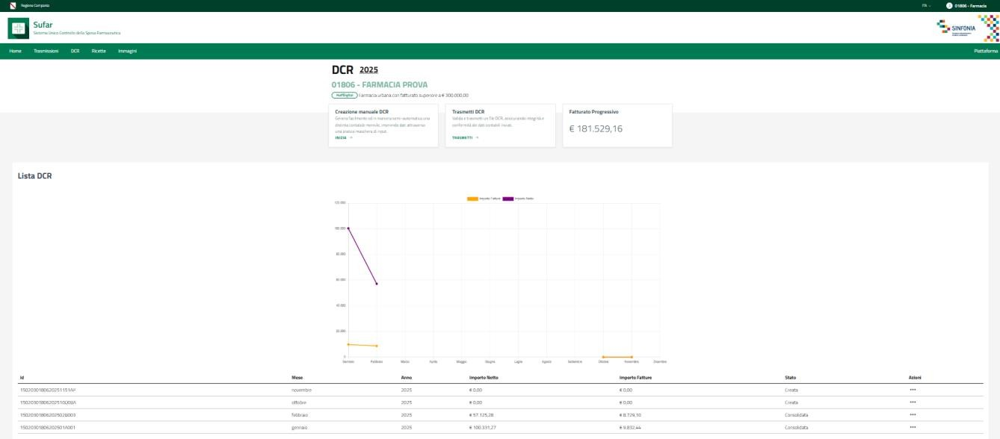 Regione Campania
ITA
01806 - Farmacia
Sufar
Sistema Unico Controllo della Spesa Farmaceutica
SINFONIA
Home Trasmissioni DCR Ricette Immagini
Piattaforma
DCR 2025
01806 - FARMACIA PROVA
HalfDigital Farmacia urbana con fatturato superiore a € 300.000,00
Creazione manuale DCR
Genera facilmente ed in maniera semi-automatica una
distinta contabile mensile, inserendo dati attraverso
una pratica maschera di input.
INIZIA →
Trasmetti DCR
Valida e trasmetti un file DCR, assicurando integrità e
conformità dei dati contabili inviati.
TRASMETTI →
Fatturato Progressivo
€ 181.529,16
Lista DCR
Importo Fatture Importo Netto
120.000
100.000
80.000
60.000
40.000
20.000
0
Gennaio Febbraio Marzo Aprile Maggio Giugno Luglio Agosto Settembre Ottobre Novembre Dicembre
Id Mese Anno Importo Netto Importo Fatture Stato Azioni
novembre 2025 € 0,00 € 0,00 Creata •••
ottobre 2025 € 0,00 € 0,00 Creata •••
febbraio 2025 € 57.125,28 € 8.729,10 Consolidata •••
gennaio 2025 € 100.331,27 € 9.832,44 Consolidata •••